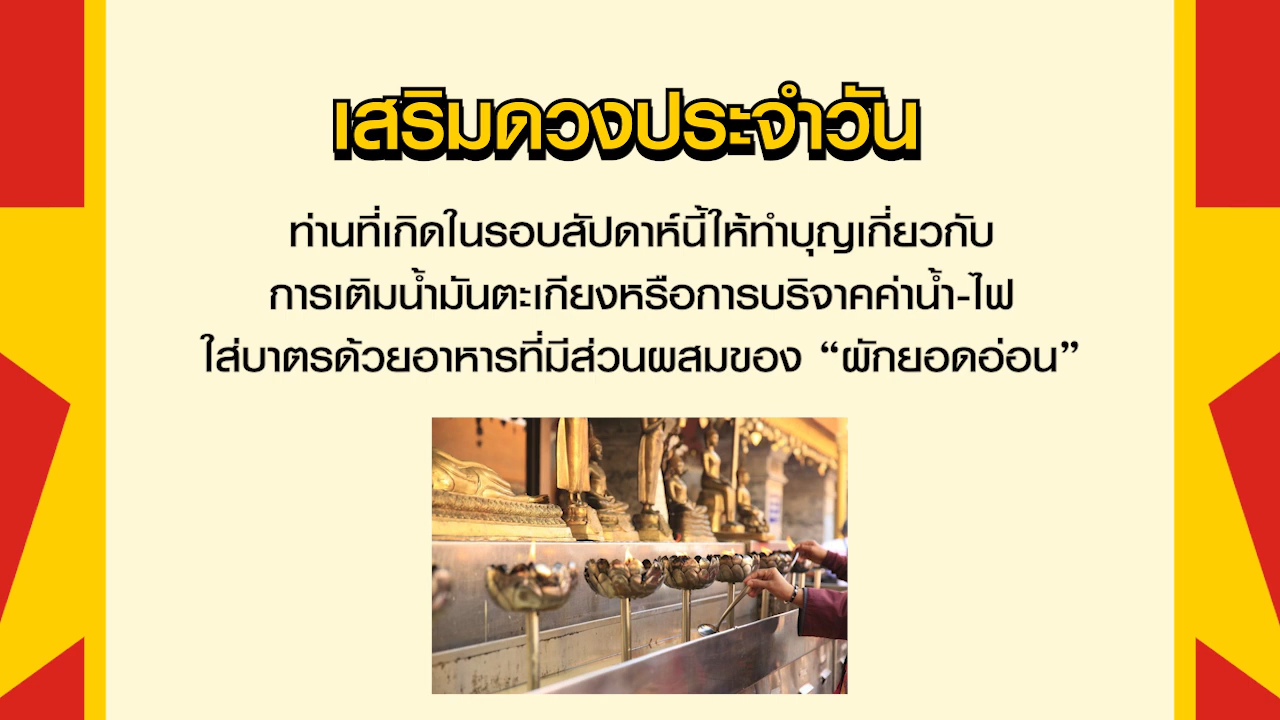 เสริมดวงประจำวัน
ท่านที่เกิดในรอบสัปดาห์นี้ให้ทำบุญเกี่ยวกับ
การเติมน้ำมันตะเกียงหรือการบริจาคค่าน้ำ-ไฟ
ใส่บาตรด้วยอาหารที่มีส่วนผสมของ “ผักยอดอ่อน”